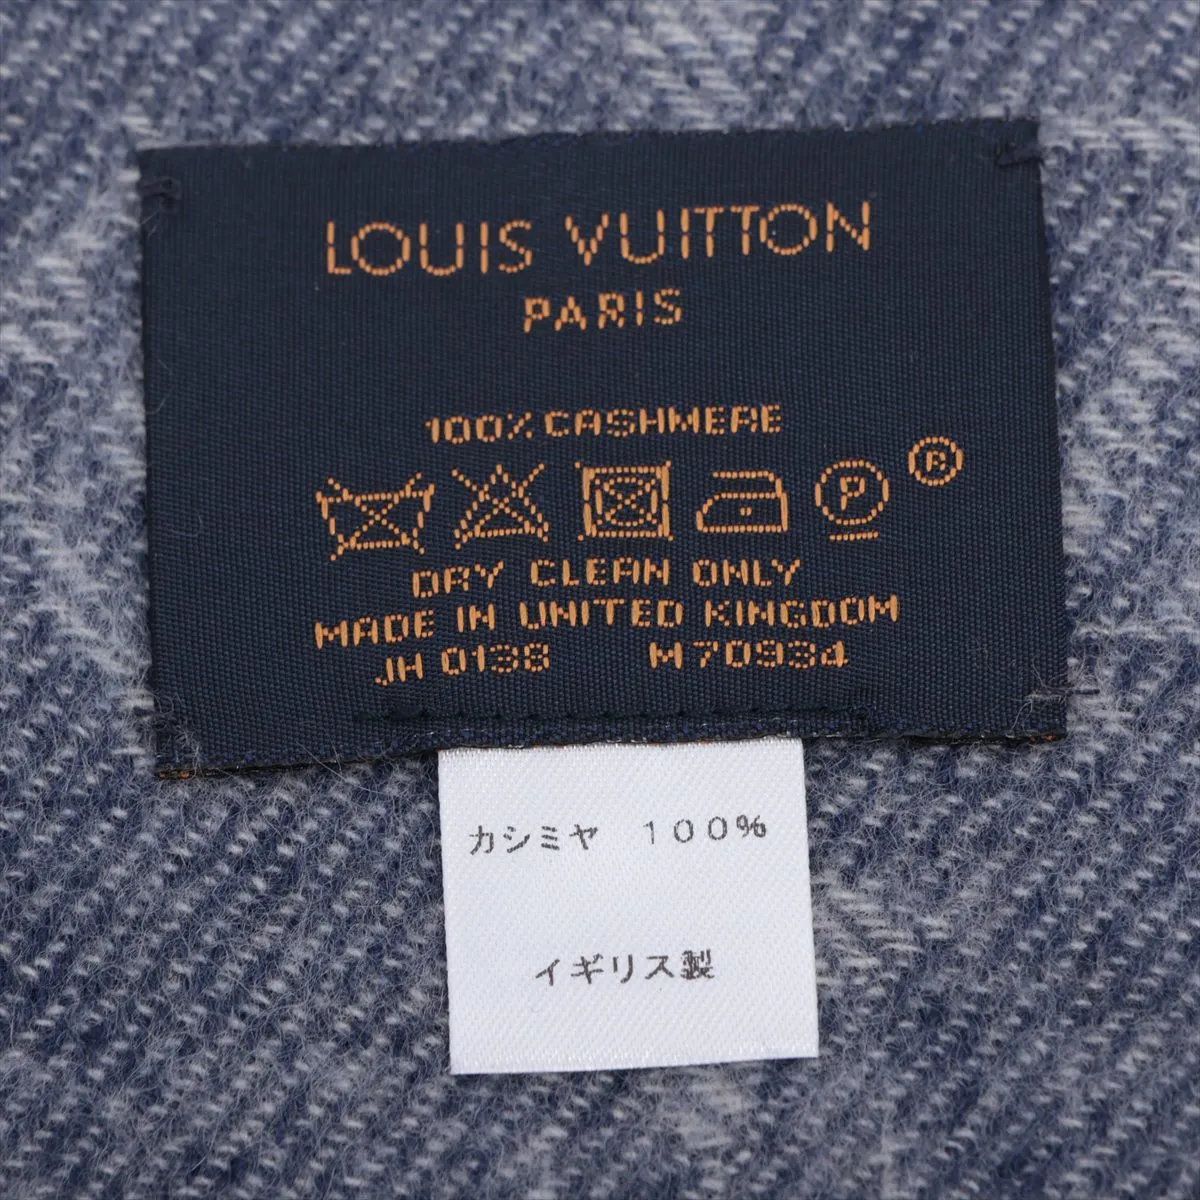 LOUIS VUITTON
PARIS
100% CASHMERE
P ®
DRY CLEAN ONLY
MADE IN UNITED KINGDOM
JH 0138 M70934
カシミヤ 100%
イギリス製